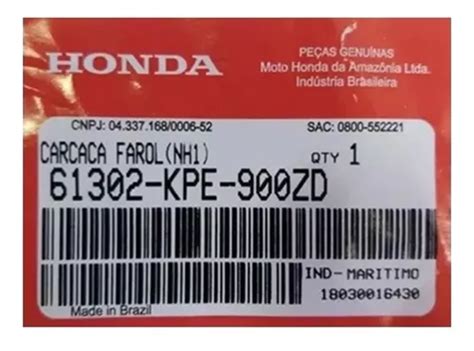 HONDA
PEÇAS GENUÍNAS
Moto Honda da Amazônia Ltda.
Indústria Brasileira
CNPJ: 04.337.168/0006-52
SAC: 0800-552221
CARCACA FAROL(NH1)
QTY 1
61302-KPE-900ZD
IND-MARITIMO
18030016430
Made in Brazil